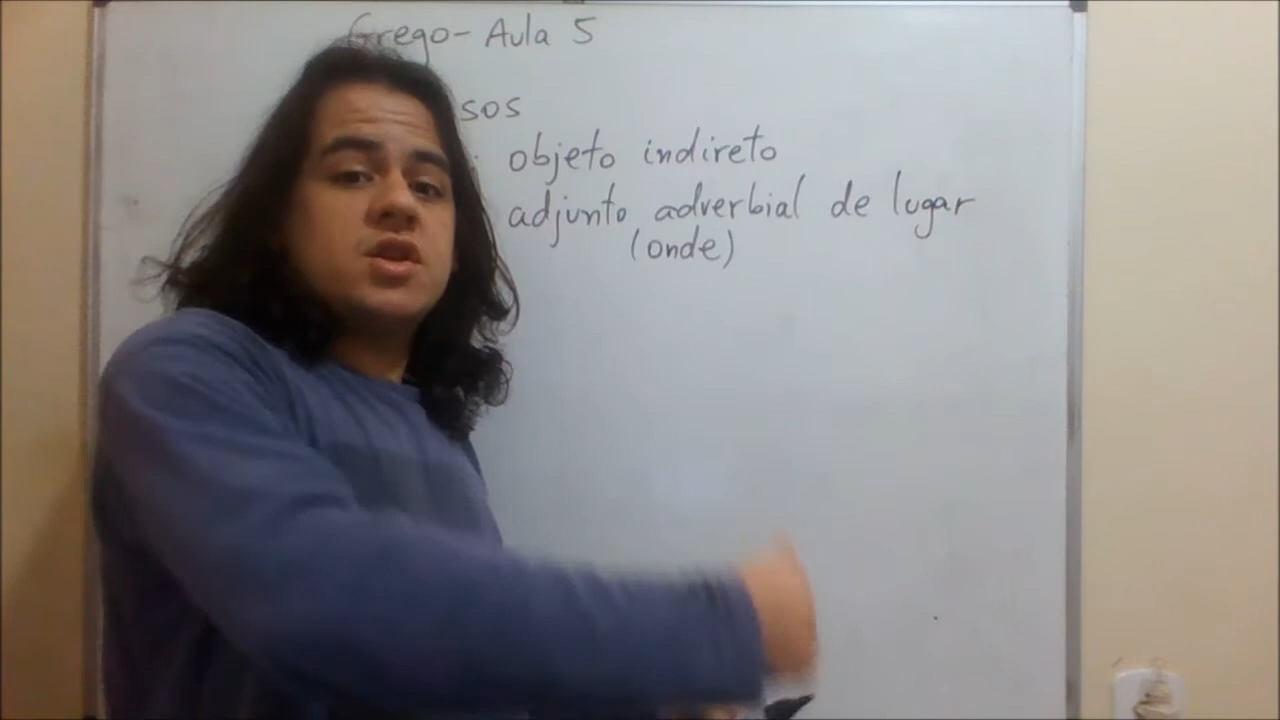 Grego - Aula 5
sos
: objeto indireto
adjunto adverbial de lugar
(onde)